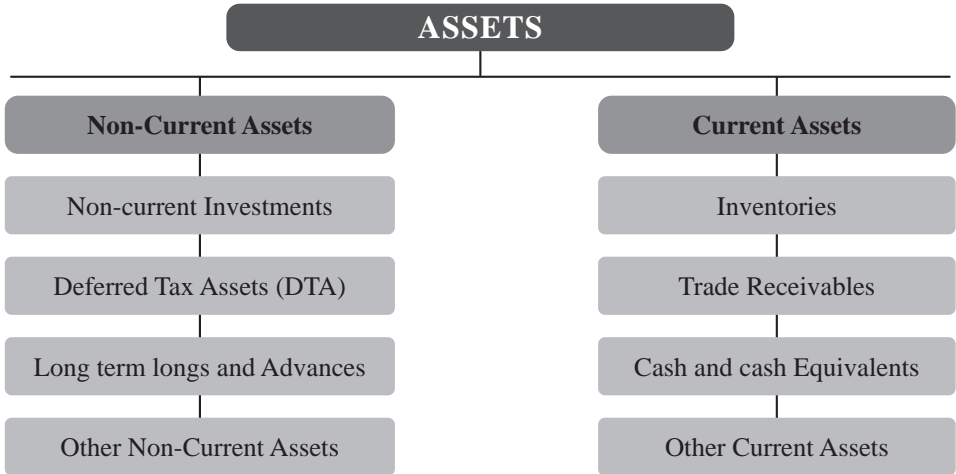 ASSETS
Non-Current Assets
Non-current Investments
Deferred Tax Assets (DTA)
Long term longs and Advances
Other Non-Current Assets
Current Assets
Inventories
Trade Receivables
Cash and cash Equivalents
Other Current Assets